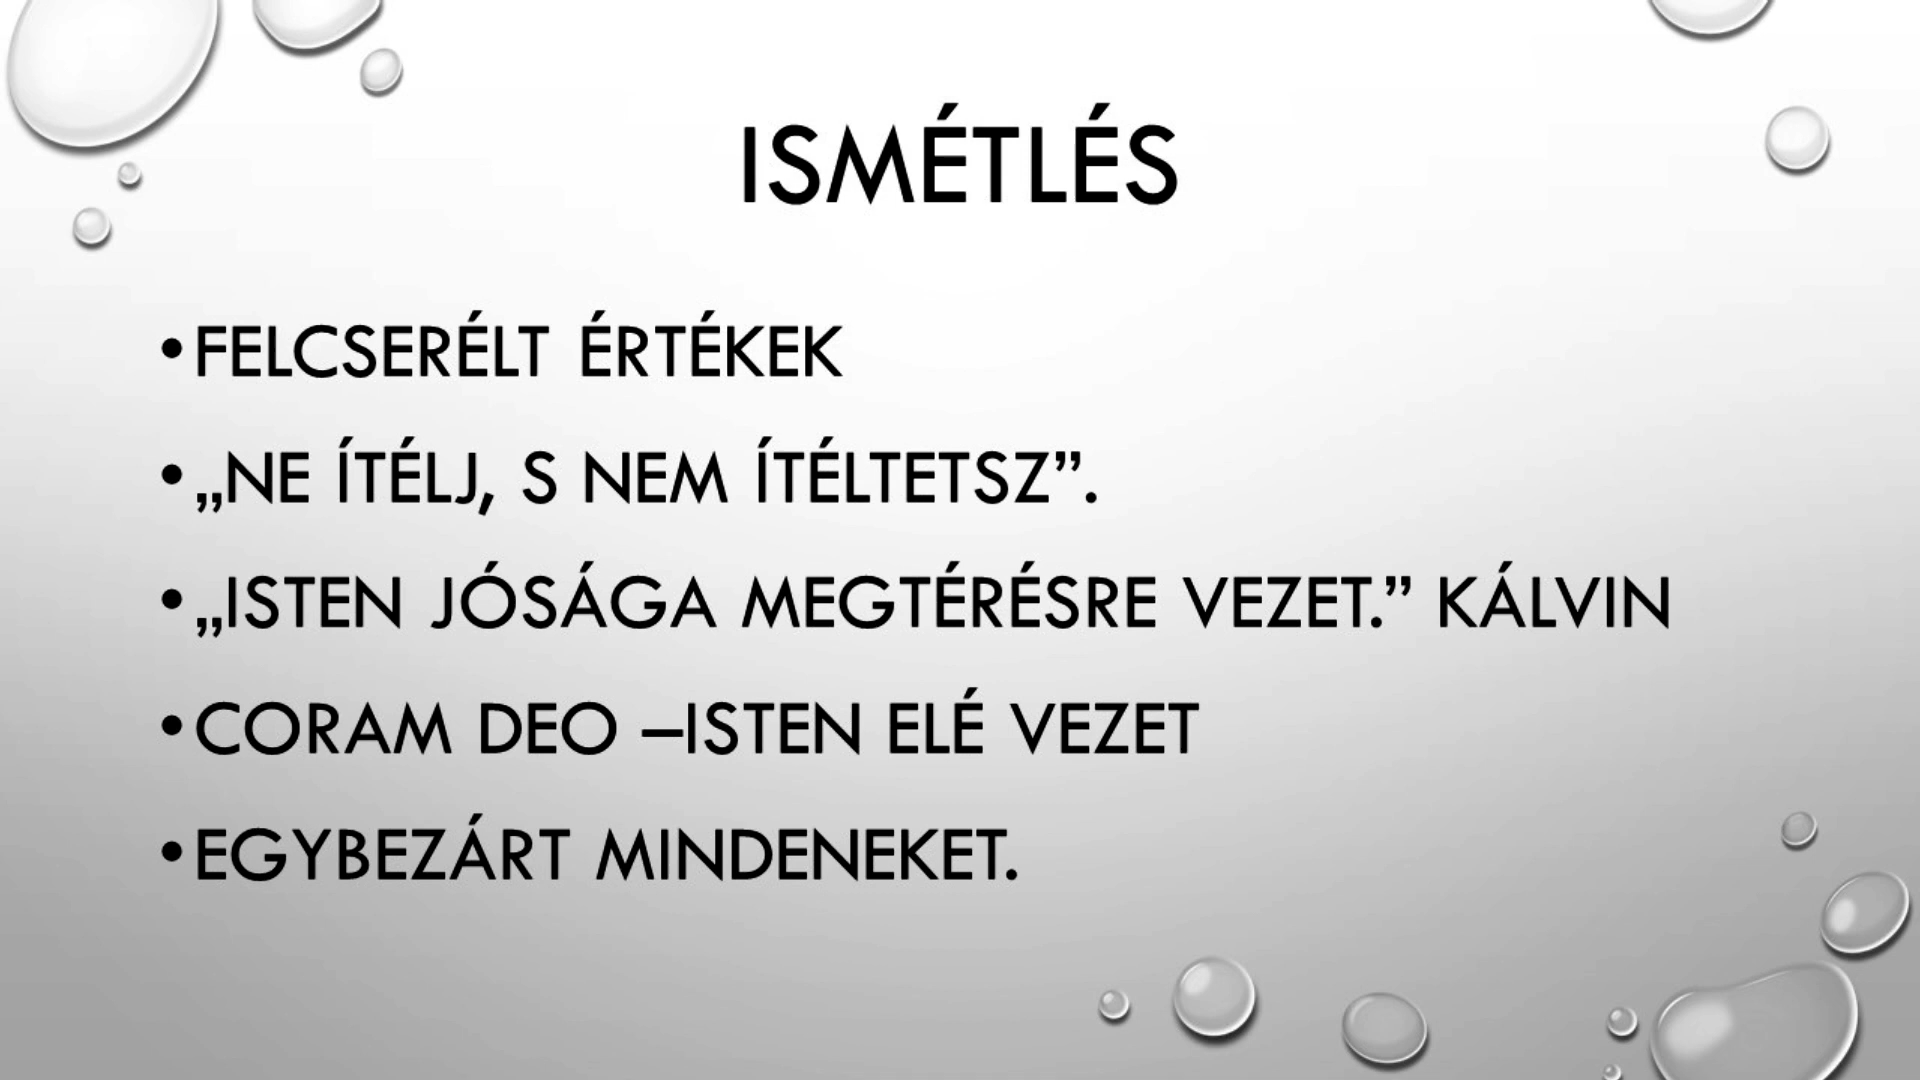 ISMÉTLÉS
•FELCSERÉLT ÉRTÉKEK
•„NE ÍTÉLJ, S NEM ÍTÉLTETSZ”.
•„ISTEN JÓSÁGA MEGTÉRÉSRE VEZET.” KÁLVIN
•CORAM DEO –ISTEN ELÉ VEZET
•EGYBEZÁRT MINDENEKET.